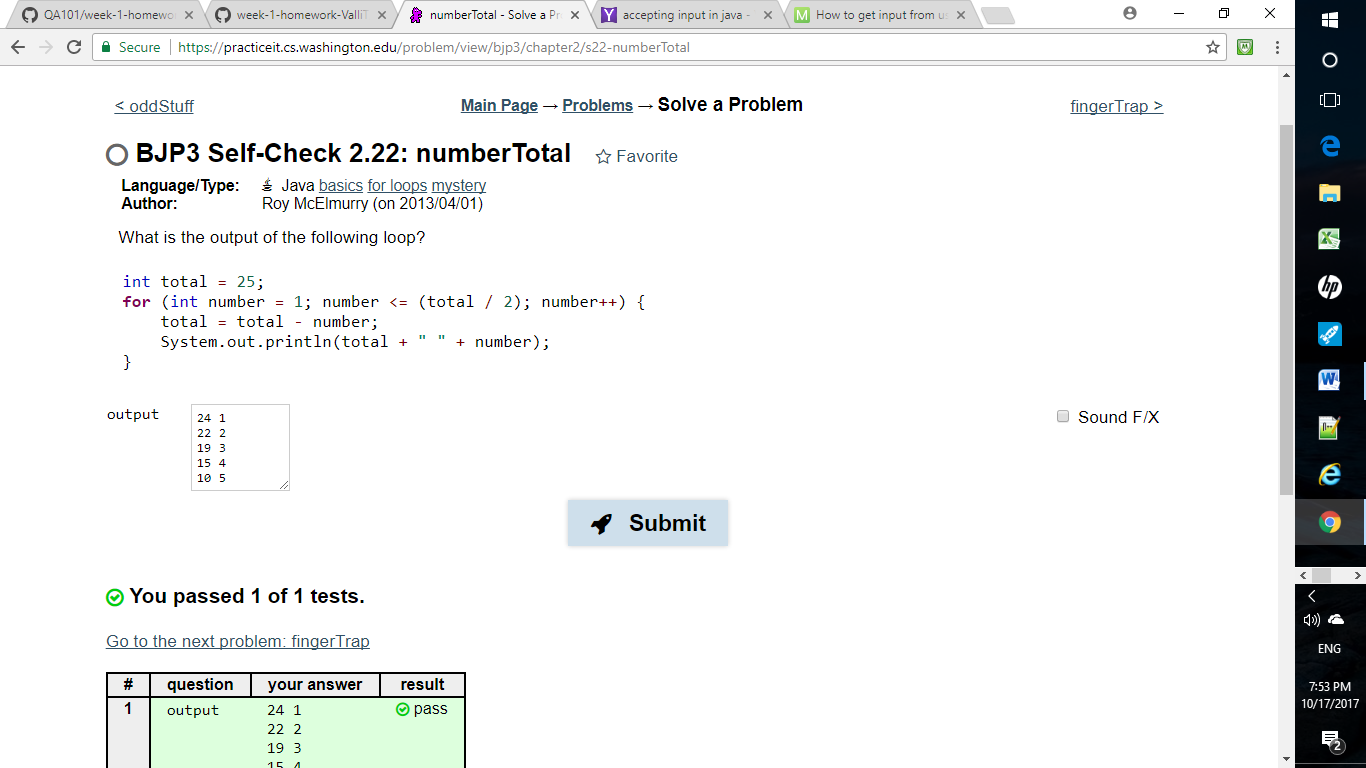 QA101/week-1-homewo
week-1-homework-ValliT
numberTotal - Solve a Pr
accepting input in java -
How to get input from us
Secure
https://practiceit.cs.washington.edu/problem/view/bjp3/chapter2/s22-numberTotal
< oddStuff
Main Page → Problems → Solve a Problem
fingerTrap >
BJP3 Self-Check 2.22: numberTotal
Favorite
Language/Type: Java basics for loops mystery
Author: Roy McElmurry (on 2013/04/01)
What is the output of the following loop?
int total = 25;
for (int number = 1; number <= (total / 2); number++) {
total = total - number;
System.out.println(total + " " + number);
}
output
24 1
22 2
19 3
15 4
10 5
Sound F/X
Submit
You passed 1 of 1 tests.
Go to the next problem: fingerTrap
# question your answer result
1 output 24 1 pass
22 2
19 3
15 4
ENG
7:53 PM
10/17/2017
2